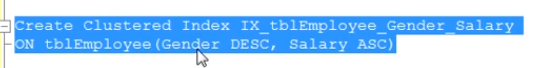 Create Clustered Index IX_tblEmployee_Gender_Salary
ON tblEmployee(Gender DESC, Salary ASC)